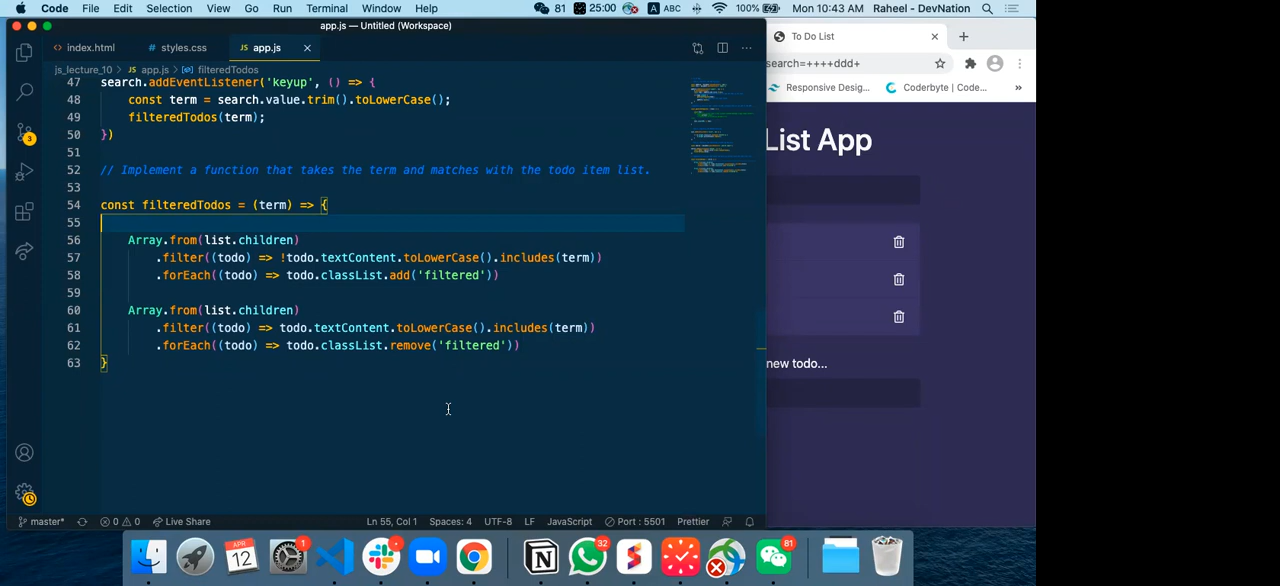 Code File Edit Selection View Go Run Terminal Window Help 81 25:00 A ABC 100% Mon 10:43 AM Raheel - DevNation
app.js — Untitled (Workspace)
index.html styles.css app.js
To Do List
js_lecture_10 > app.js > filteredTodos
search=++++ddd+
Responsive Desig... Coderbyte | Code... »
47 search.addEventListener('keyup', () => {
48 const term = search.value.trim().toLowerCase();
49 filteredTodos(term);
50 })
51
52 // Implement a function that takes the term and matches with the todo item list.
53
54 const filteredTodos = (term) => {
55
56 Array.from(list.children)
57 .filter((todo) => !todo.textContent.toLowerCase().includes(term))
58 .forEach((todo) => todo.classList.add('filtered'))
59
60 Array.from(list.children)
61 .filter((todo) => todo.textContent.toLowerCase().includes(term))
62 .forEach((todo) => todo.classList.remove('filtered'))
63 }
List App
new todo...
3
master* 0 0 Live Share Ln 55, Col 1 Spaces: 4 UTF-8 LF JavaScript Port : 5501 Prettier
APR
12
1
32
81